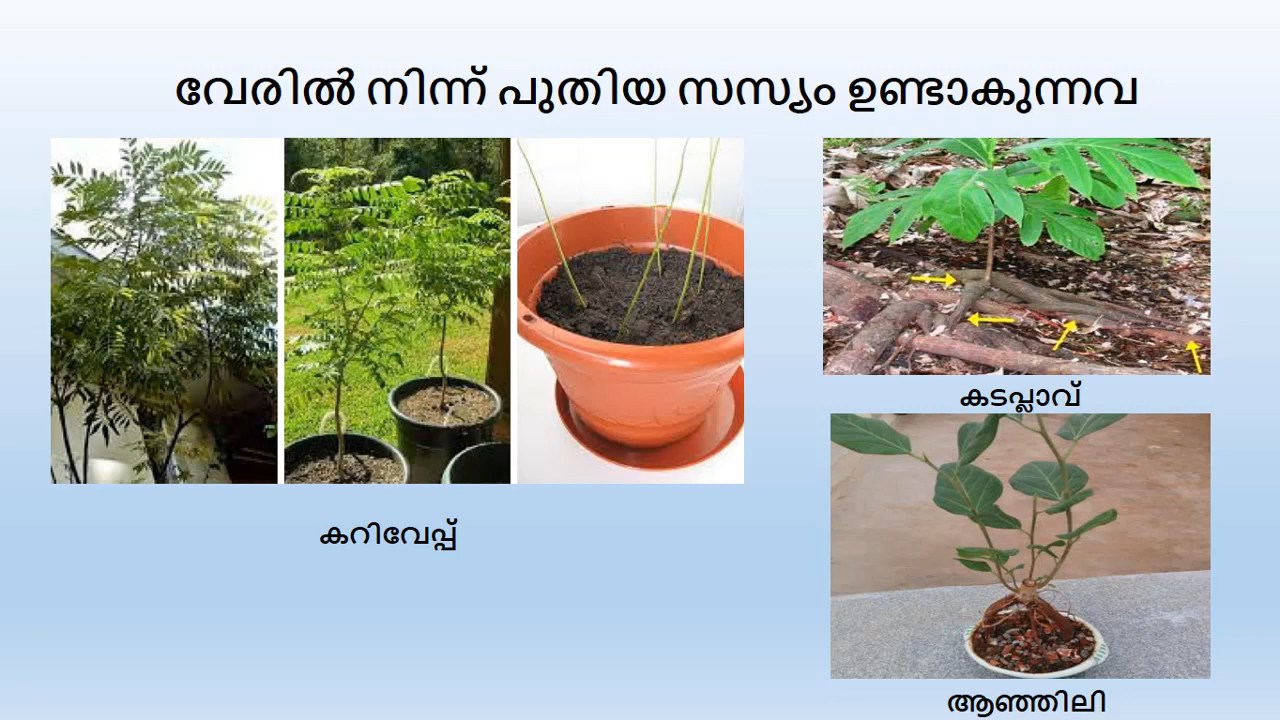 വേരിൽ നിന്ന് പുതിയ സസ്യം ഉണ്ടാകുന്നവ
കടപ്ലാവ്
കറിവേപ്പ്
ആഞ്ഞിലി